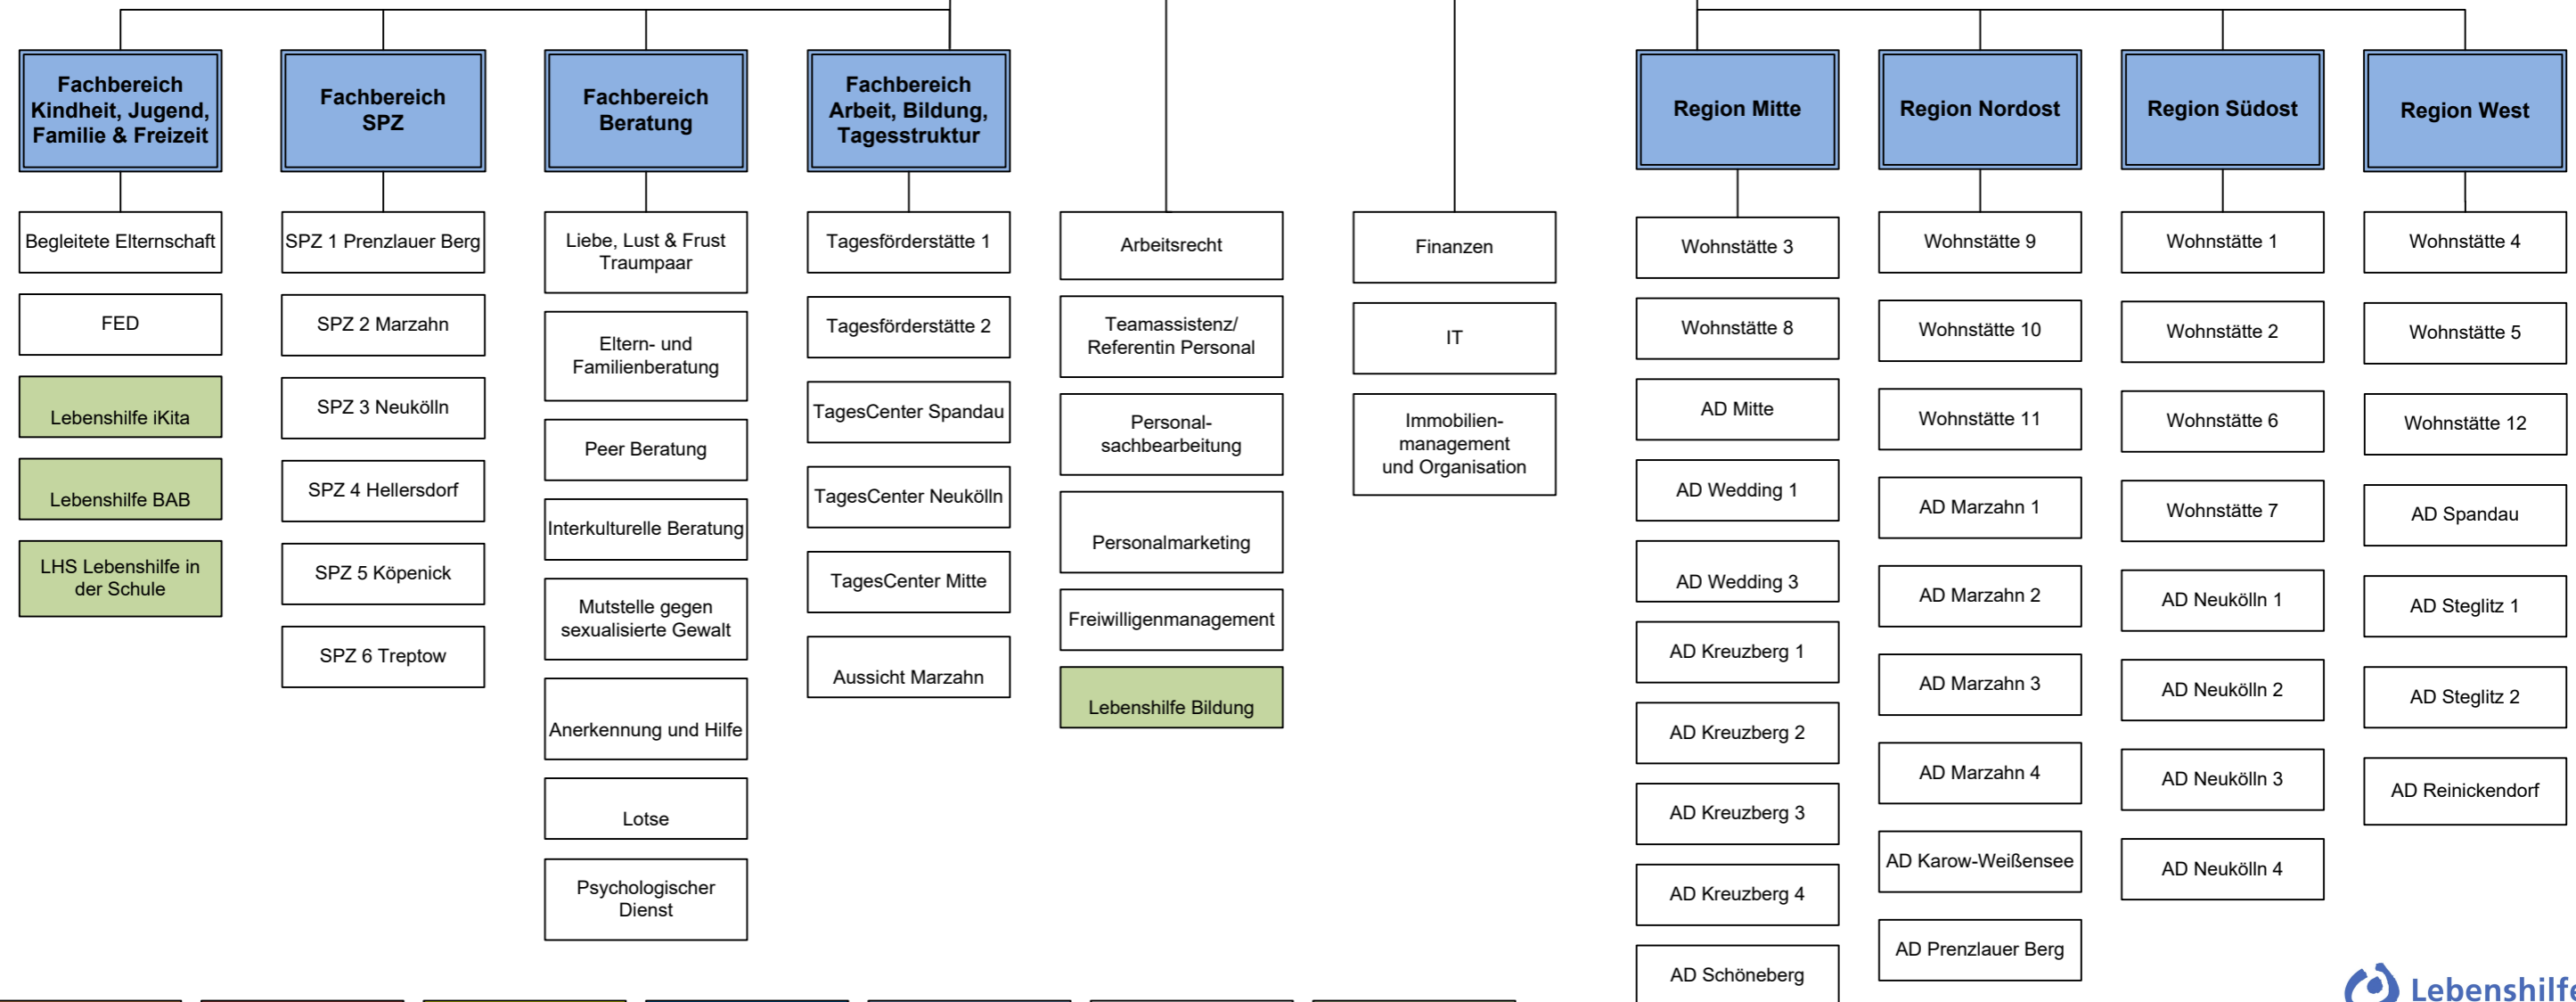 Fachbereich
Kindheit, Jugend,
Familie & Freizeit
Begleitete Elternschaft
FED
Lebenshilfe iKita
Lebenshilfe BAB
LHS Lebenshilfe in
der Schule
Fachbereich
SPZ
SPZ 1 Prenzlauer Berg
SPZ 2 Marzahn
SPZ 3 Neukölln
SPZ 4 Hellersdorf
SPZ 5 Köpenick
SPZ 6 Treptow
Fachbereich
Beratung
Liebe, Lust & Frust
Traumpaar
Eltern- und
Familienberatung
Peer Beratung
Interkulturelle Beratung
Mutstelle gegen
sexualisierte Gewalt
Anerkennung und Hilfe
Lotse
Psychologischer
Dienst
Fachbereich
Arbeit, Bildung,
Tagesstruktur
Tagesförderstätte 1
Tagesförderstätte 2
TagesCenter Spandau
TagesCenter Neukölln
TagesCenter Mitte
Aussicht Marzahn
Arbeitsrecht
Teamassistenz/
Referentin Personal
Personal-
sachbearbeitung
Personalmarketing
Freiwilligenmanagement
Lebenshilfe Bildung
Finanzen
IT
Immobilien-
management
und Organisation
Region Mitte
Wohnstätte 3
Wohnstätte 8
AD Mitte
AD Wedding 1
AD Wedding 3
AD Kreuzberg 1
AD Kreuzberg 2
AD Kreuzberg 3
AD Kreuzberg 4
AD Schöneberg
Region Nordost
Wohnstätte 9
Wohnstätte 10
Wohnstätte 11
AD Marzahn 1
AD Marzahn 2
AD Marzahn 3
AD Marzahn 4
AD Karow-Weißensee
AD Prenzlauer Berg
Region Südost
Wohnstätte 1
Wohnstätte 2
Wohnstätte 6
Wohnstätte 7
AD Neukölln 1
AD Neukölln 2
AD Neukölln 3
AD Neukölln 4
Region West
Wohnstätte 4
Wohnstätte 5
Wohnstätte 12
AD Spandau
AD Steglitz 1
AD Steglitz 2
AD Reinickendorf
Lebenshilfe